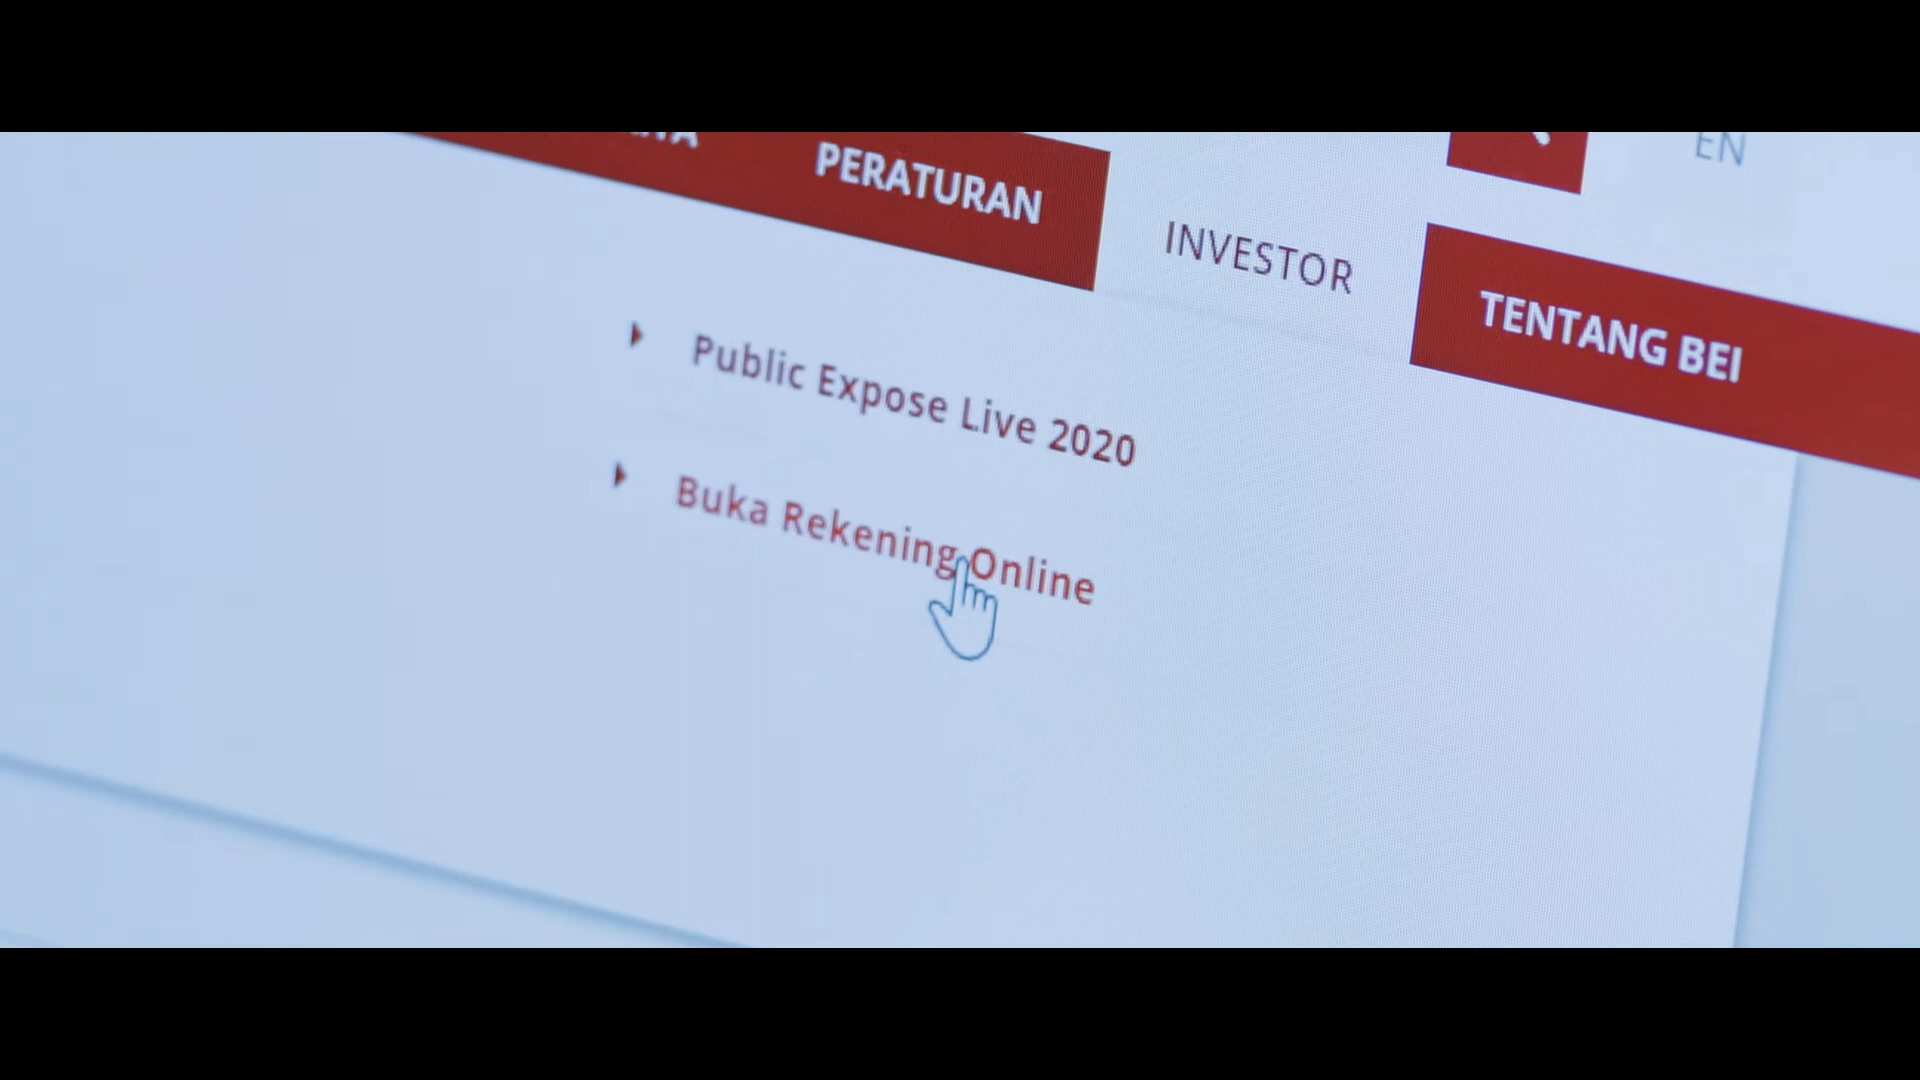 EN
PERATURAN
INVESTOR
TENTANG BEI
Public Expose Live 2020
Buka Rekening Online